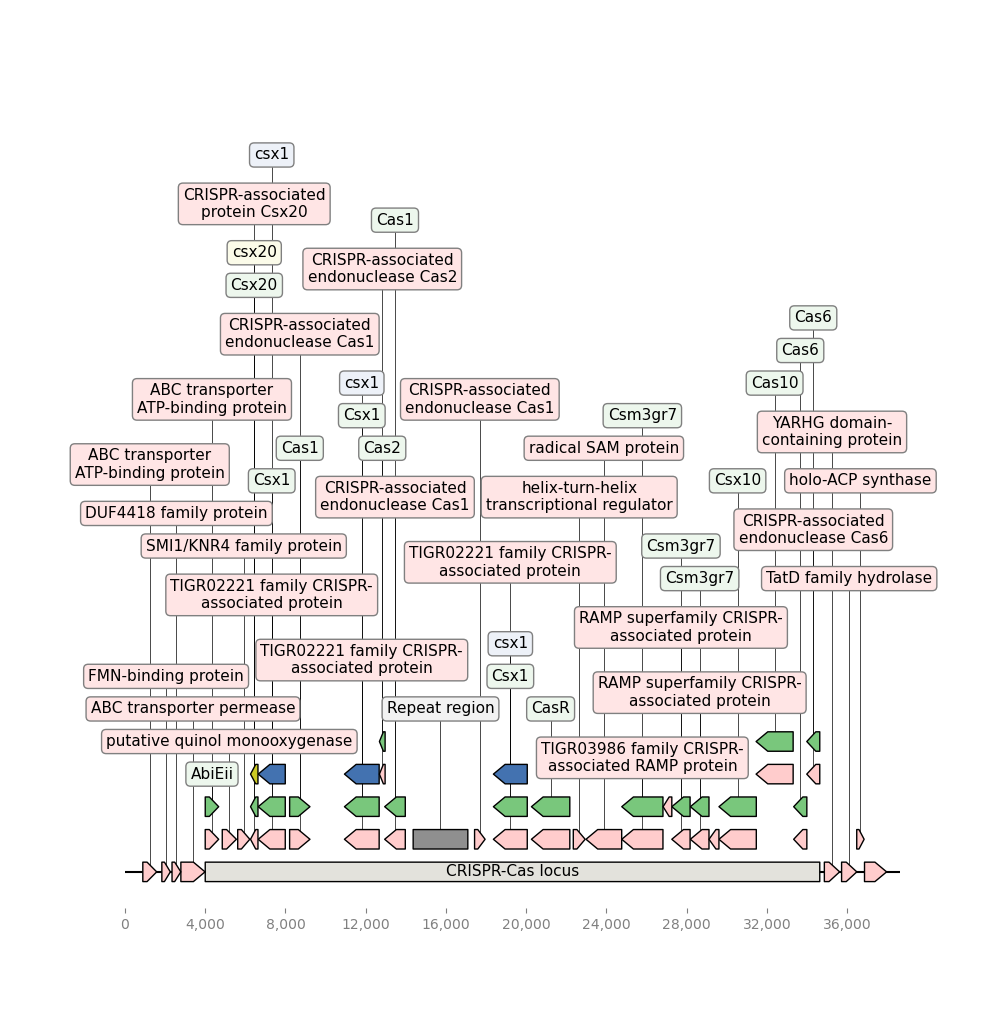 csx1
CRISPR-associated
protein Csx20
Cas1
csx20
CRISPR-associated
endonuclease Cas2
Csx20
Cas6
CRISPR-associated
endonuclease Cas1
Cas6
csx1
Cas10
ABC transporter
ATP-binding protein
CRISPR-associated
endonuclease Cas1
Csx1
Csm3gr7
YARHG domain-
containing protein
Cas1
Cas2
radical SAM protein
ABC transporter
ATP-binding protein
Csx1
Csx10
holo-ACP synthase
CRISPR-associated
endonuclease Cas1
helix-turn-helix
transcriptional regulator
DUF4418 family protein
CRISPR-associated
endonuclease Cas6
SMI1/KNR4 family protein
Csm3gr7
TIGR02221 family CRISPR-
associated protein
Csm3gr7
TatD family hydrolase
TIGR02221 family CRISPR-
associated protein
RAMP superfamily CRISPR-
associated protein
csx1
TIGR02221 family CRISPR-
associated protein
FMN-binding protein
Csx1
RAMP superfamily CRISPR-
associated protein
ABC transporter permease
Repeat region
CasR
putative quinol monooxygenase
TIGR03986 family CRISPR-
associated RAMP protein
AbiEii
CRISPR-Cas locus
0 4,000 8,000 12,000 16,000 20,000 24,000 28,000 32,000 36,000